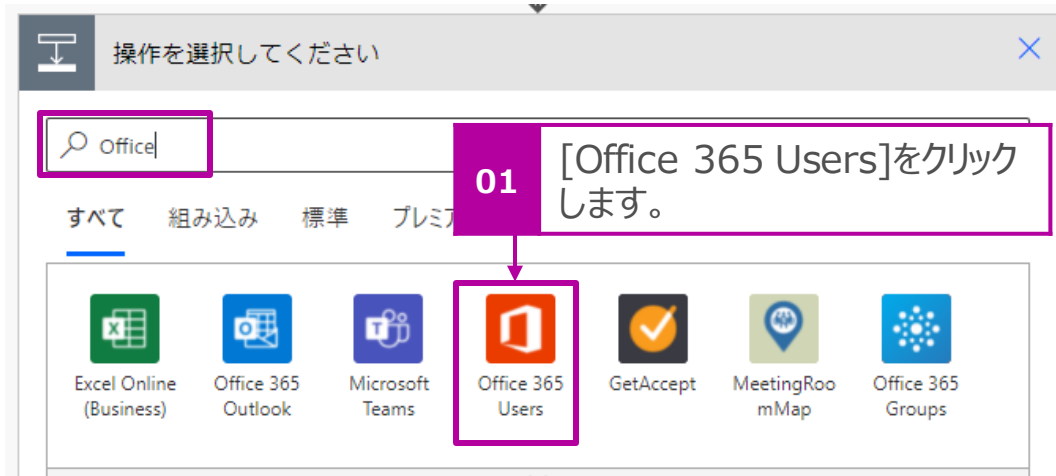 操作を選択してください
Office
01
[Office 365 Users]をクリック
します。
すべて 組み込み 標準 プレミア
Excel Online
(Business)
Office 365
Outlook
Microsoft
Teams
Office 365
Users
GetAccept
MeetingRoo
mMap
Office 365
Groups